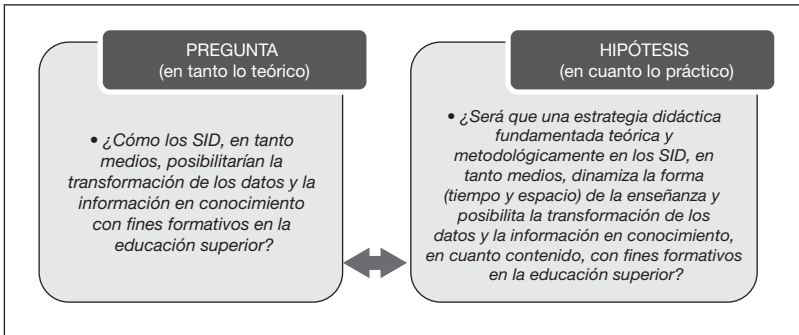 PREGUNTA
(en tanto lo teórico)
• ¿Cómo los SID, en tanto
medios, posibilitarían la
transformación de los datos y la
información en conocimiento
con fines formativos en la
educación superior?
HIPÓTESIS
(en cuanto lo práctico)
• ¿Será que una estrategia didáctica
fundamentada teórica y
metodológicamente en los SID, en
tanto medios, dinamiza la forma
(tiempo y espacio) de la enseñanza y
posibilita la transformación de los
datos y la información en conocimiento,
en cuanto contenido, con fines formativos
en la educación superior?